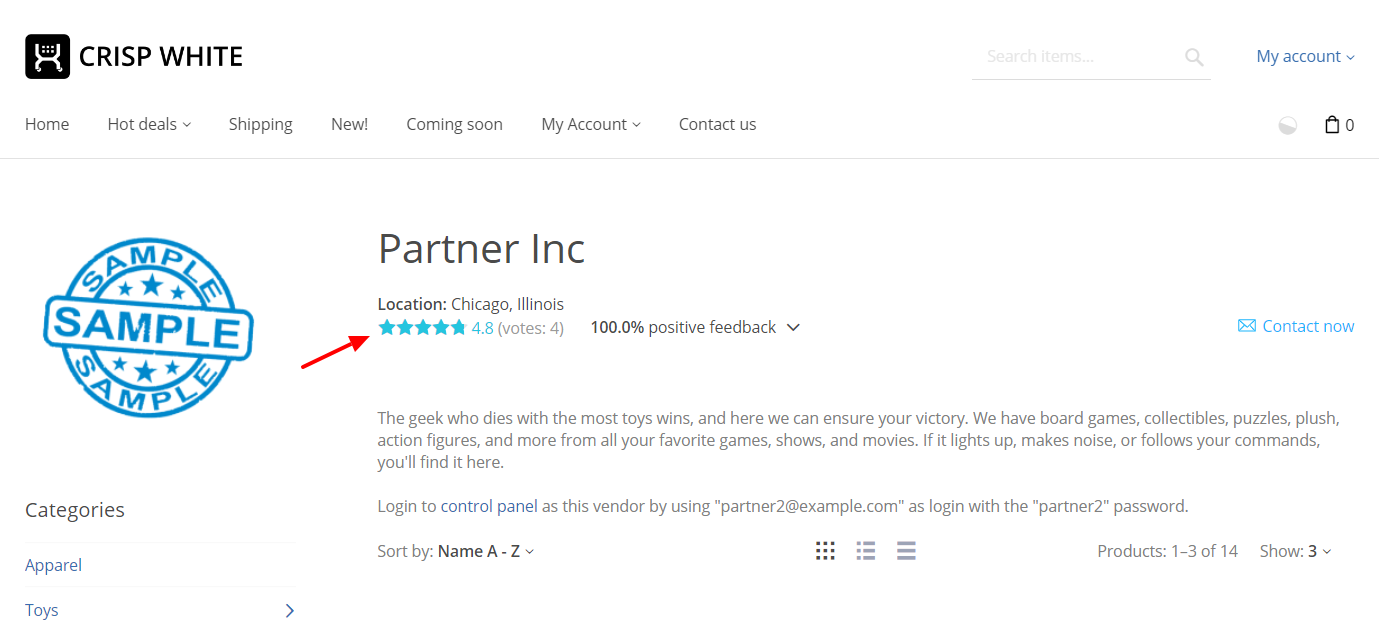 CRISP WHITE
Search items...
My account
Home Hot deals Shipping New! Coming soon My Account Contact us 0
SAMPLE
SAMPLE
SAMPLE
Partner Inc
Location: Chicago, Illinois
4.8 (votes: 4) 100.0% positive feedback
Contact now
The geek who dies with the most toys wins, and here we can ensure your victory. We have board games, collectibles, puzzles, plush,
action figures, and more from all your favorite games, shows, and movies. If it lights up, makes noise, or follows your commands,
you'll find it here.
Login to control panel as this vendor by using "partner2@example.com" as login with the "partner2" password.
Categories
Apparel
Toys
Sort by: Name A - Z
Products: 1–3 of 14 Show: 3